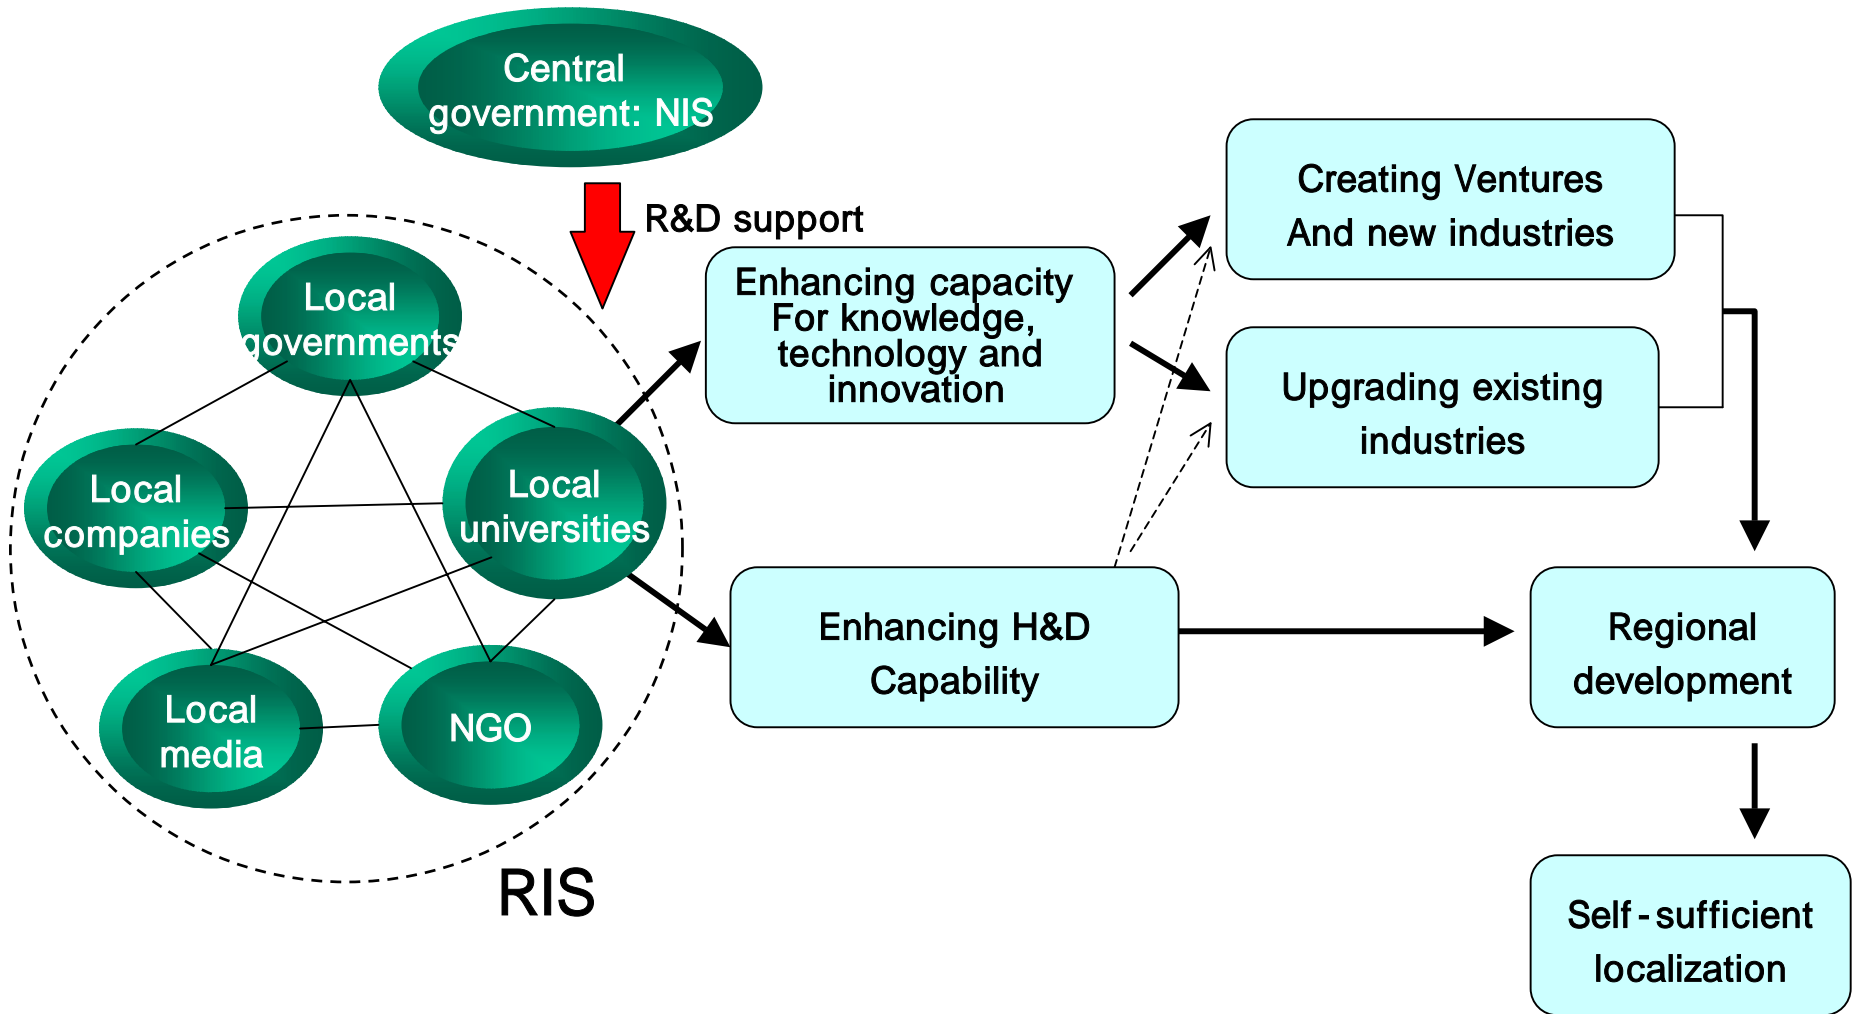 Central
government: NIS
R&D support
Local
governments
Local
companies
Local
universities
Local
media
NGO
RIS
Enhancing capacity
For knowledge,
technology and
innovation
Enhancing H&D
Capability
Creating Ventures
And new industries
Upgrading existing
industries
Regional
development
Self-sufficient
localization